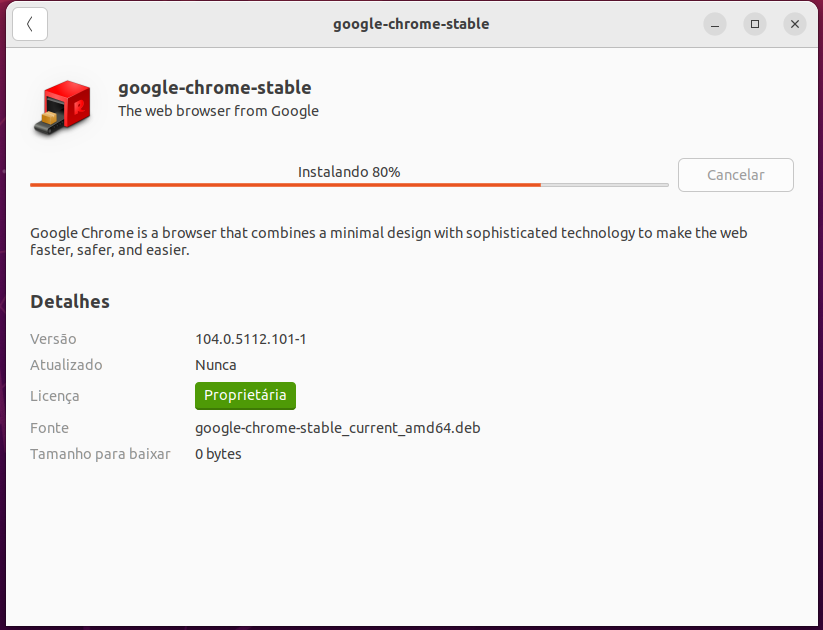 google-chrome-stable
google-chrome-stable
The web browser from Google
Instalando 80%
Cancelar
Google Chrome is a browser that combines a minimal design with sophisticated technology to make the web
faster, safer, and easier.
Detalhes
Versão 104.0.5112.101-1
Atualizado Nunca
Licença Proprietária
Fonte google-chrome-stable_current_amd64.deb
Tamanho para baixar 0 bytes